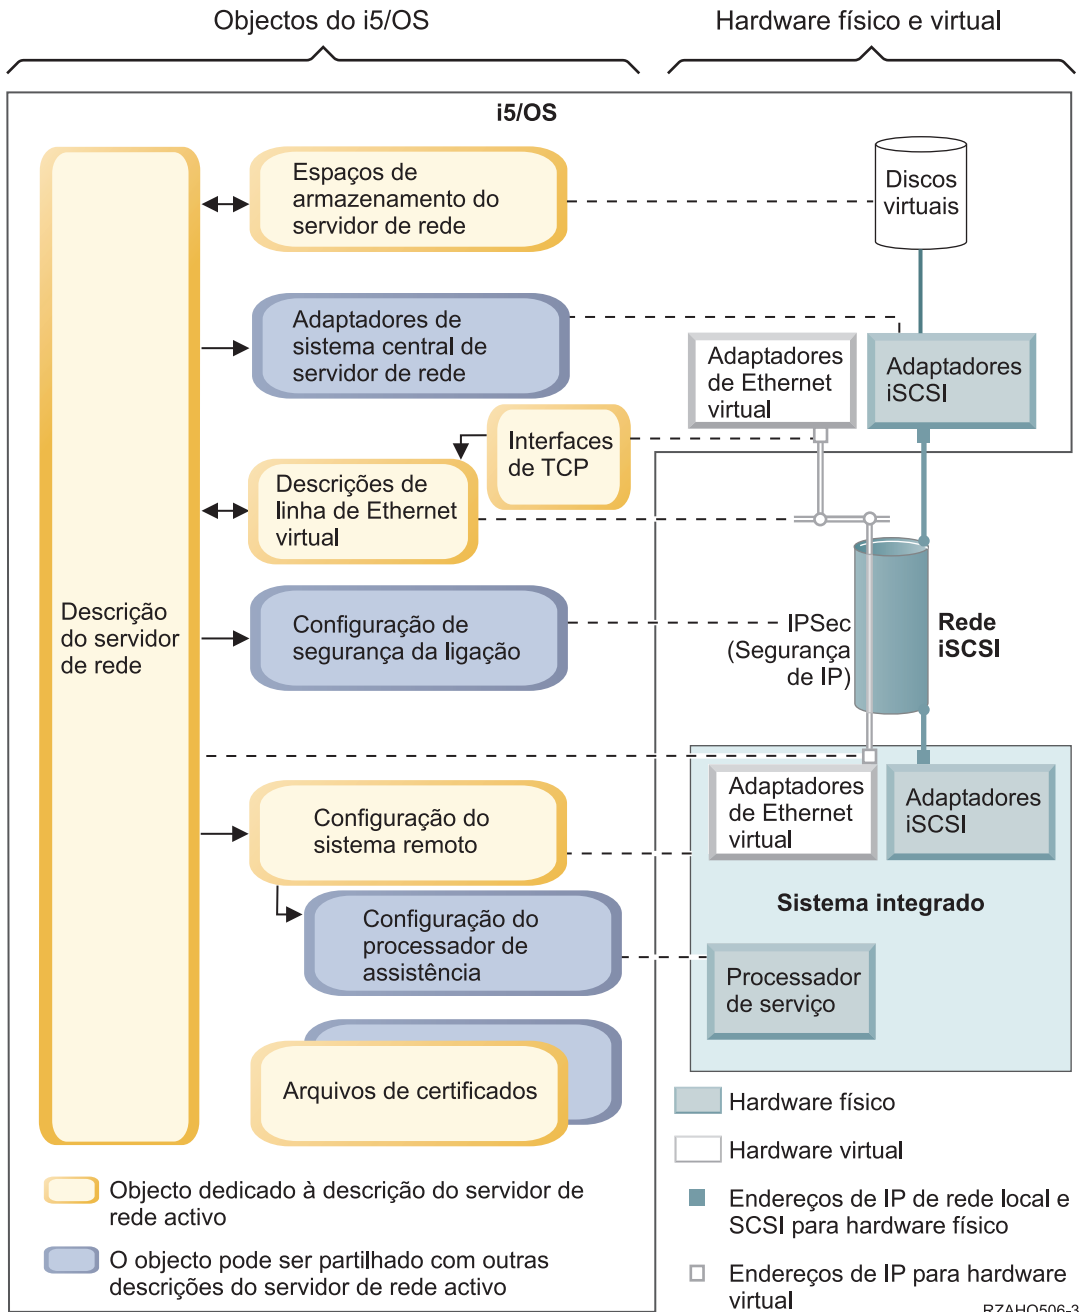 Objectos do i5/OS
Hardware físico e virtual
i5/OS
Espaços de
armazenamento do
servidor de rede
Discos
virtuais
Adaptadores de
sistema central de
servidor de rede
Adaptadores
de Ethernet
virtual
Adaptadores
iSCSI
Interfaces
de TCP
Descrições de
linha de Ethernet
virtual
Descrição
do servidor
de rede
Configuração de
segurança da ligação
IPSec
(Segurança
de IP)
Rede
iSCSI
Configuração do
sistema remoto
Adaptadores
de Ethernet
virtual
Adaptadores
iSCSI
Sistema integrado
Configuração do
processador de
assistência
Processador
de serviço
Arquivos de certificados
Hardware físico
Hardware virtual
Objecto dedicado à descrição do servidor de
rede activo
Endereços de IP de rede local e
SCSI para hardware físico
O objecto pode ser partilhado com outras
descrições do servidor de rede activo
Endereços de IP para hardware
virtual
RZAHQ506-3